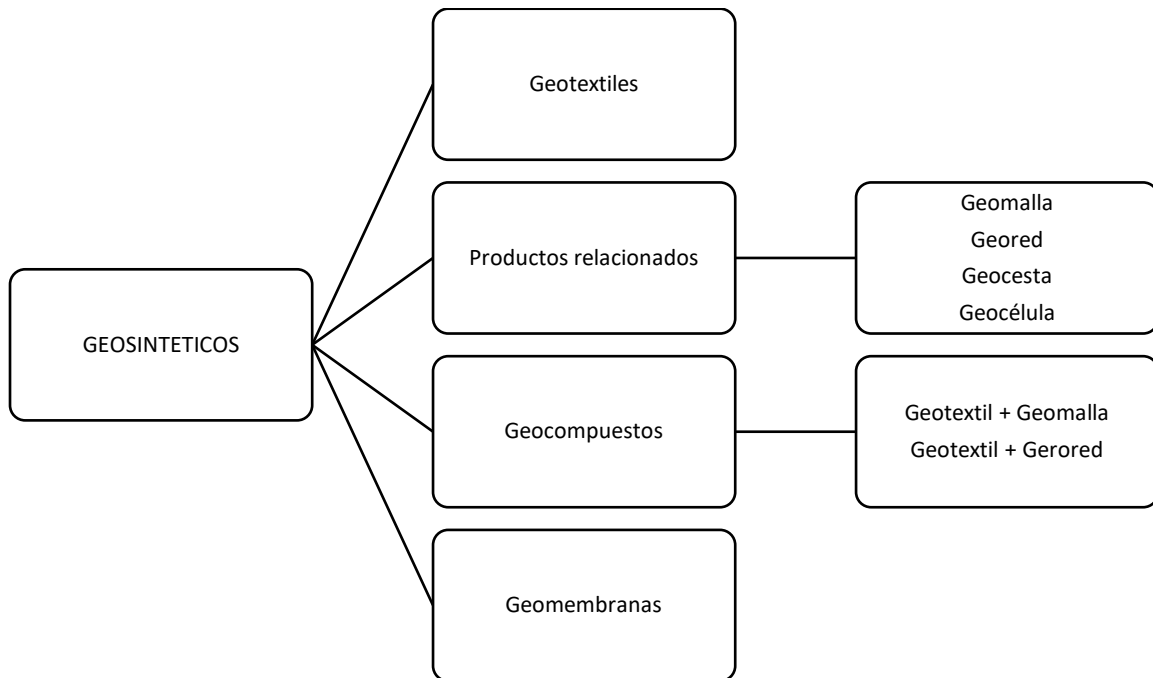 GEOSINTETICOS
Geotextiles
Productos relacionados
Geomalla
Geored
Geocesta
Geocélula
Geocompuestos
Geotextil + Geomalla
Geotextil + Gerored
Geomembranas